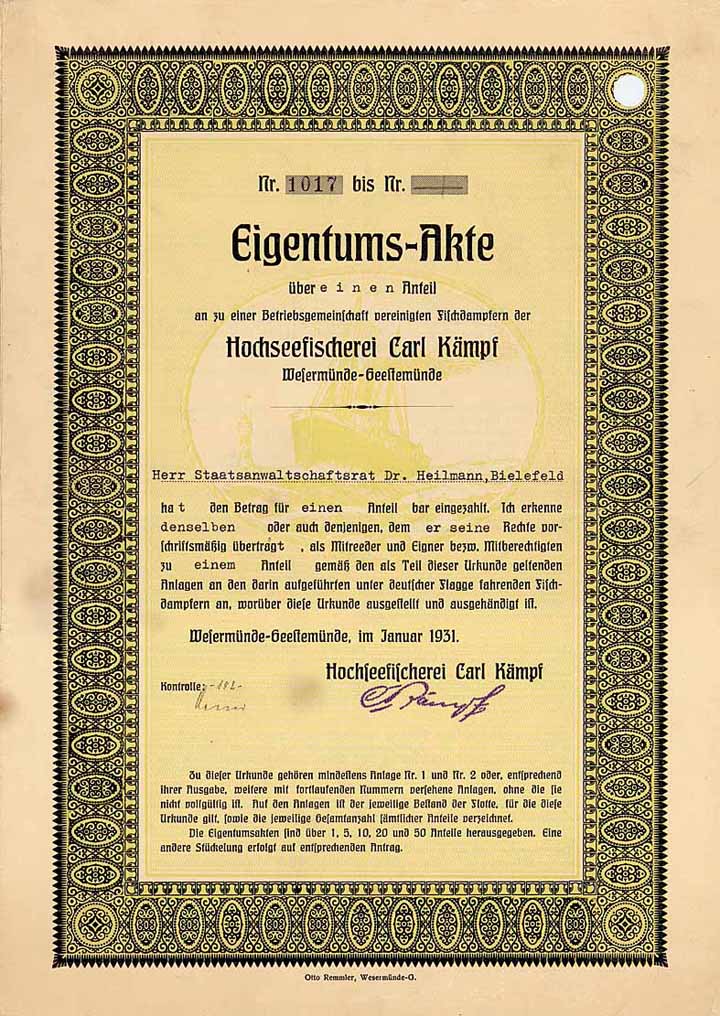 Nr. 1017 bis Nr. ———
Eigentums-Akte
über einen Anteil
an zu einer Betriebsgemeinschaft vereinigten Fischdampfern der
Hochseefischerei Carl Kämpf
Wesermünde-Geestemünde
Herr Staatsanwaltschaftsrat Dr. Heilmann, Bielefeld
hat den Betrag für einen Anteil bar eingezahlt. Ich erkenne
denselben oder auch denjenigen, dem er seine Rechte vor-
schriftsmäßig überträgt, als Mitreeder und Eigner bezw. Mitberechtigten
zu einem Anteil gemäß den als Teil dieser Urkunde geltenden
Anlagen an den darin aufgeführten unter deutscher Flagge fahrenden Fisch-
dampfern an, worüber diese Urkunde ausgestellt und ausgehändigt ist.
Wesermünde-Geestemünde, im Januar 1931.
Hochseefischerei Carl Kämpf
Kontrolle: -182-
C Kämpf
Zu dieser Urkunde gehören mindestens Anlage Nr. 1 und Nr. 2 oder, entsprechend
ihrer Ausgabe, weitere mit fortlaufenden Nummern versehene Anlagen, ohne die sie
nicht vollgültig ist. Auf den Anlagen ist der jeweilige Bestand der Flotte, für die diese
Urkunde gilt, sowie die jeweilige Gesamtanzahl sämtlicher Anteile verzeichnet.
Die Eigentumsakten sind über 1, 5, 10, 20 und 50 Anteile herausgegeben. Eine
andere Stückelung erfolgt auf entsprechenden Antrag.
Otto Remmler, Wesermünde-G.